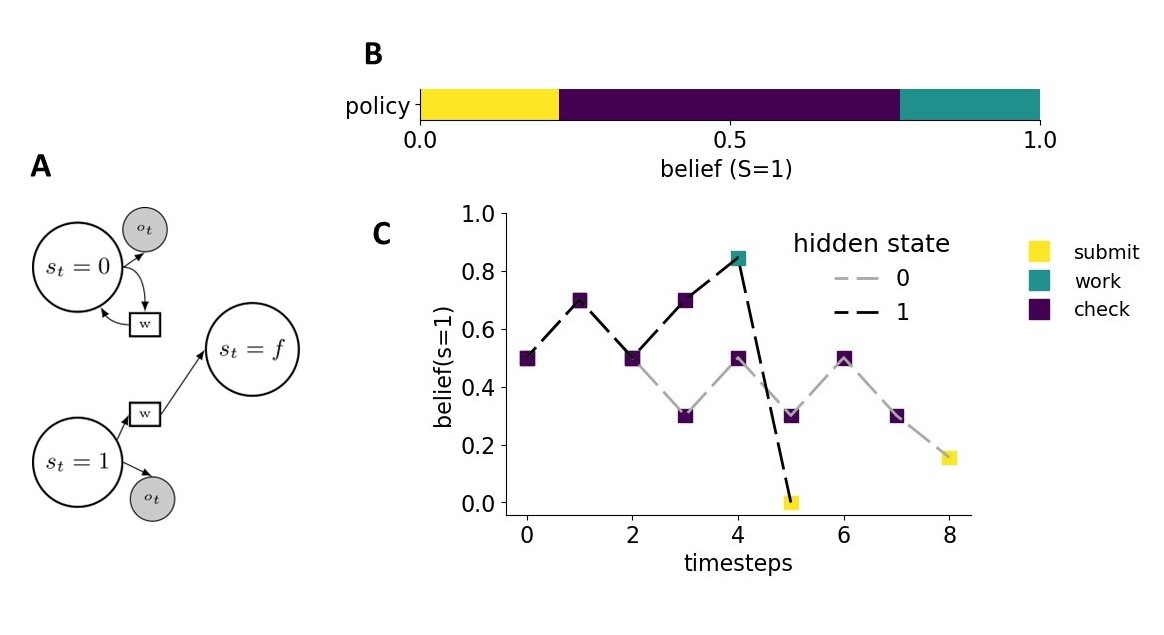 B
policy
0.0 0.5 1.0
belief (S=1)
A
o_t
s_t = 0
w
s_t = f
w
s_t = 1
o_t
C
1.0
0.8
0.6
0.4
0.2
0.0
belief(s=1)
0 2 4 6 8
timesteps
hidden state
0
1
submit
work
check